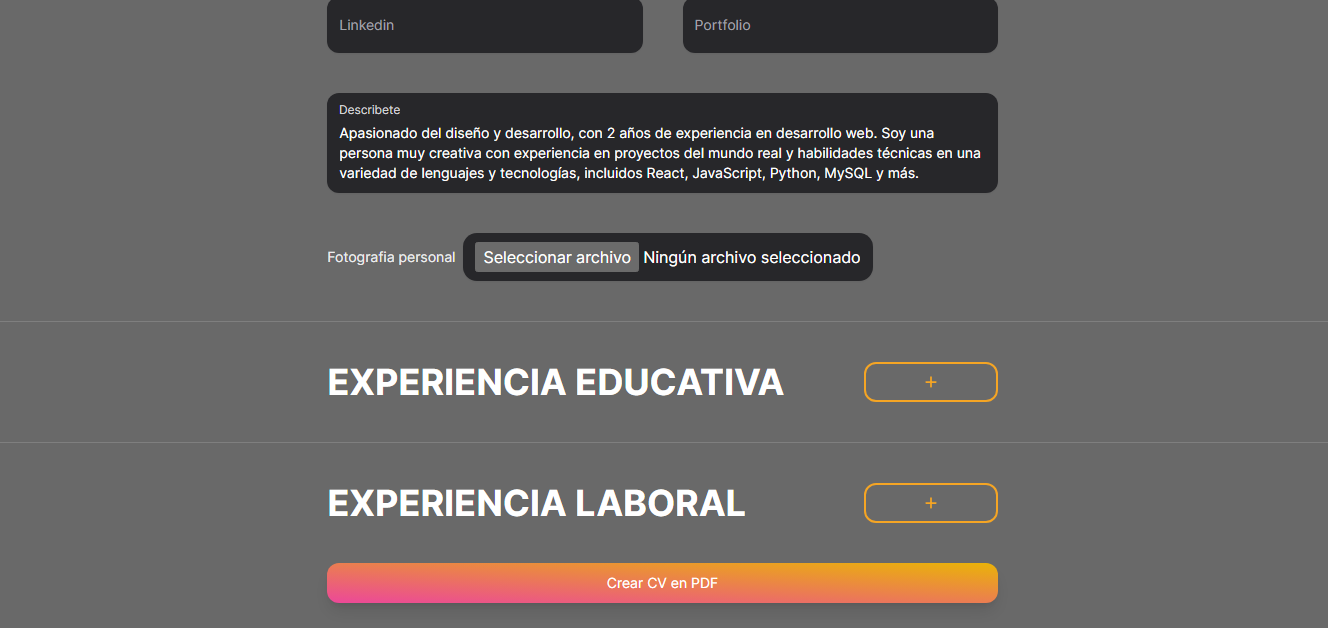 Linkedin
Portfolio
Describete
Apasionado del diseño y desarrollo, con 2 años de experiencia en desarrollo web. Soy una
persona muy creativa con experiencia en proyectos del mundo real y habilidades técnicas en una
variedad de lenguajes y tecnologías, incluidos React, JavaScript, Python, MySQL y más.
Fotografia personal
Seleccionar archivo Ningún archivo seleccionado
EXPERIENCIA EDUCATIVA
+
EXPERIENCIA LABORAL
+
Crear CV en PDF